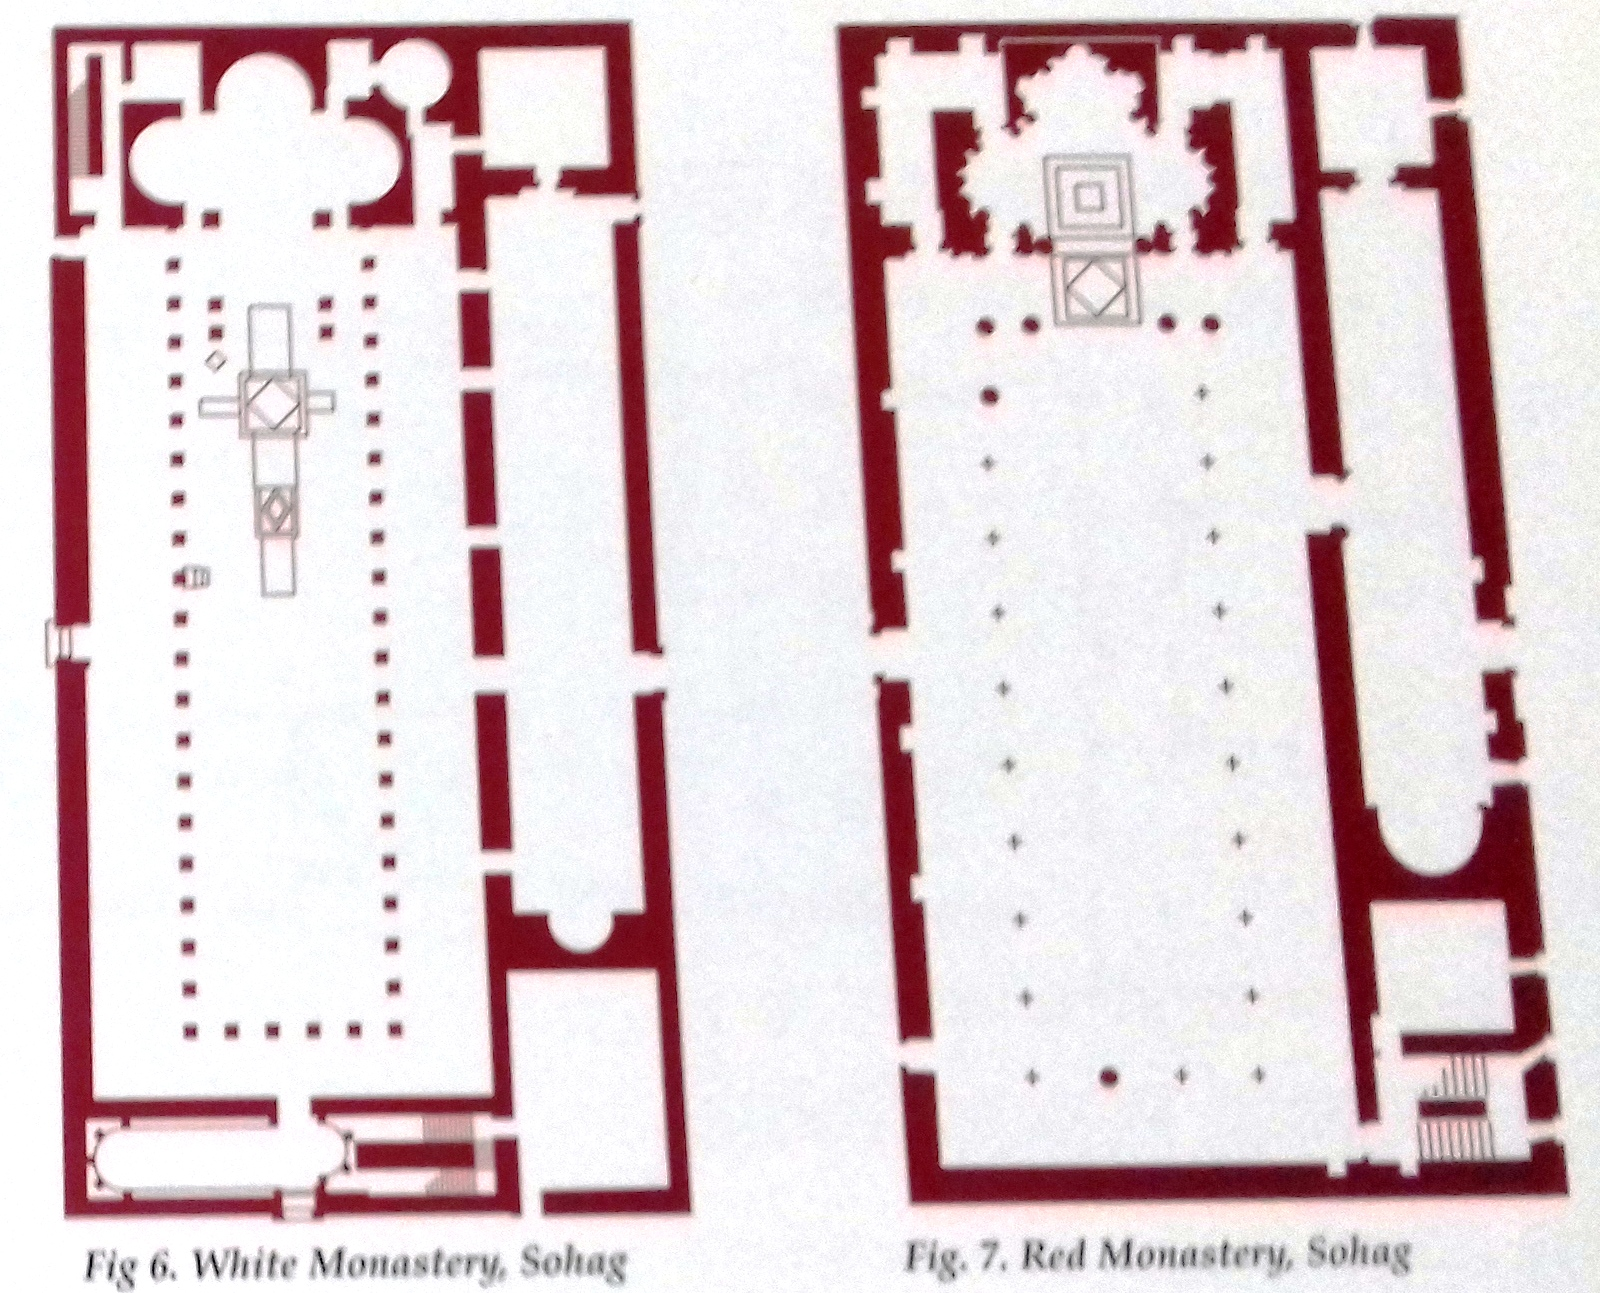 Fig 6. White Monastery, Sohag
Fig. 7. Red Monastery, Sohag